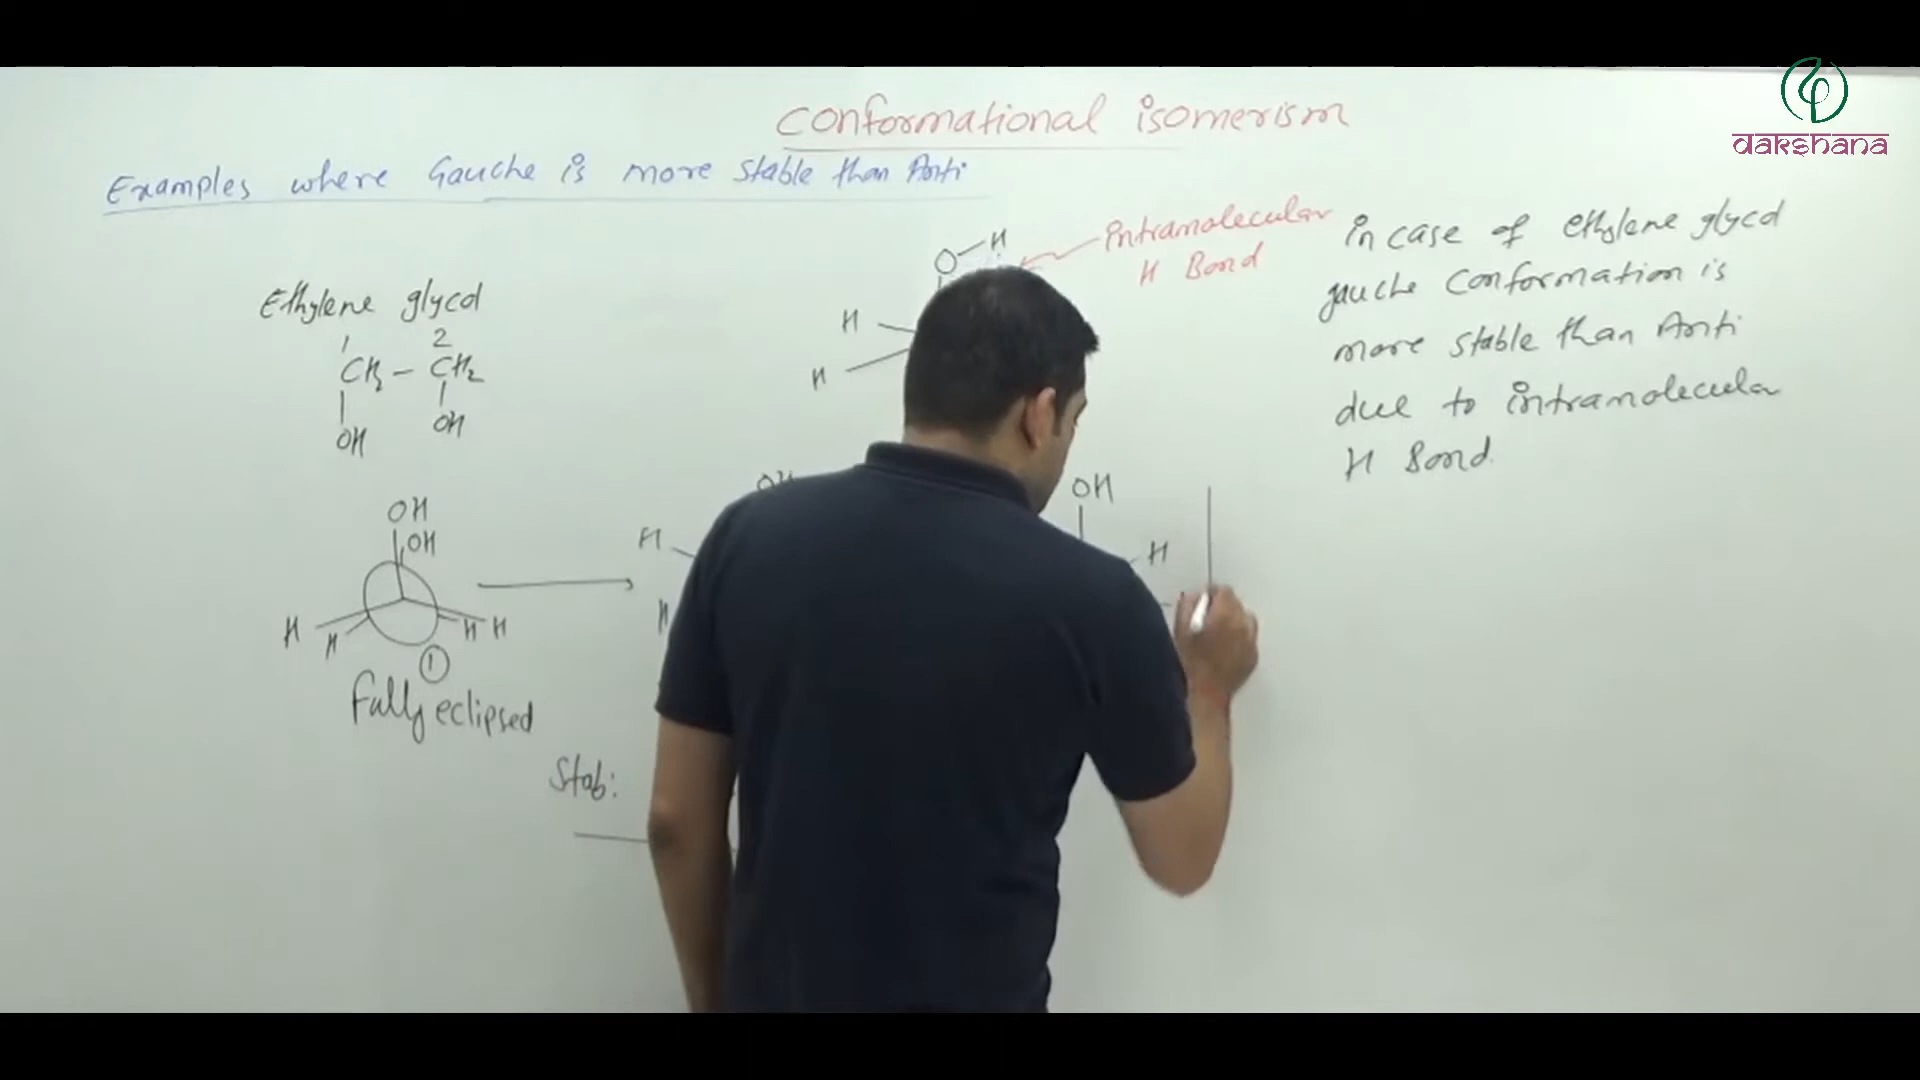 Conformational isomerism
dakshana
Examples where Gauche is more stable than Anti
Intramolecular
H Bond
O H
H
H
in case of ethylene glycol
gauche conformation is
more stable than Anti
due to intramolecular
H Bond.
Ethylene glycol
1 2
CH2 - CH2
OH OH
OH
OH
H H H H
1
Fully eclipsed
OH
H
H
OH
H
Stab: